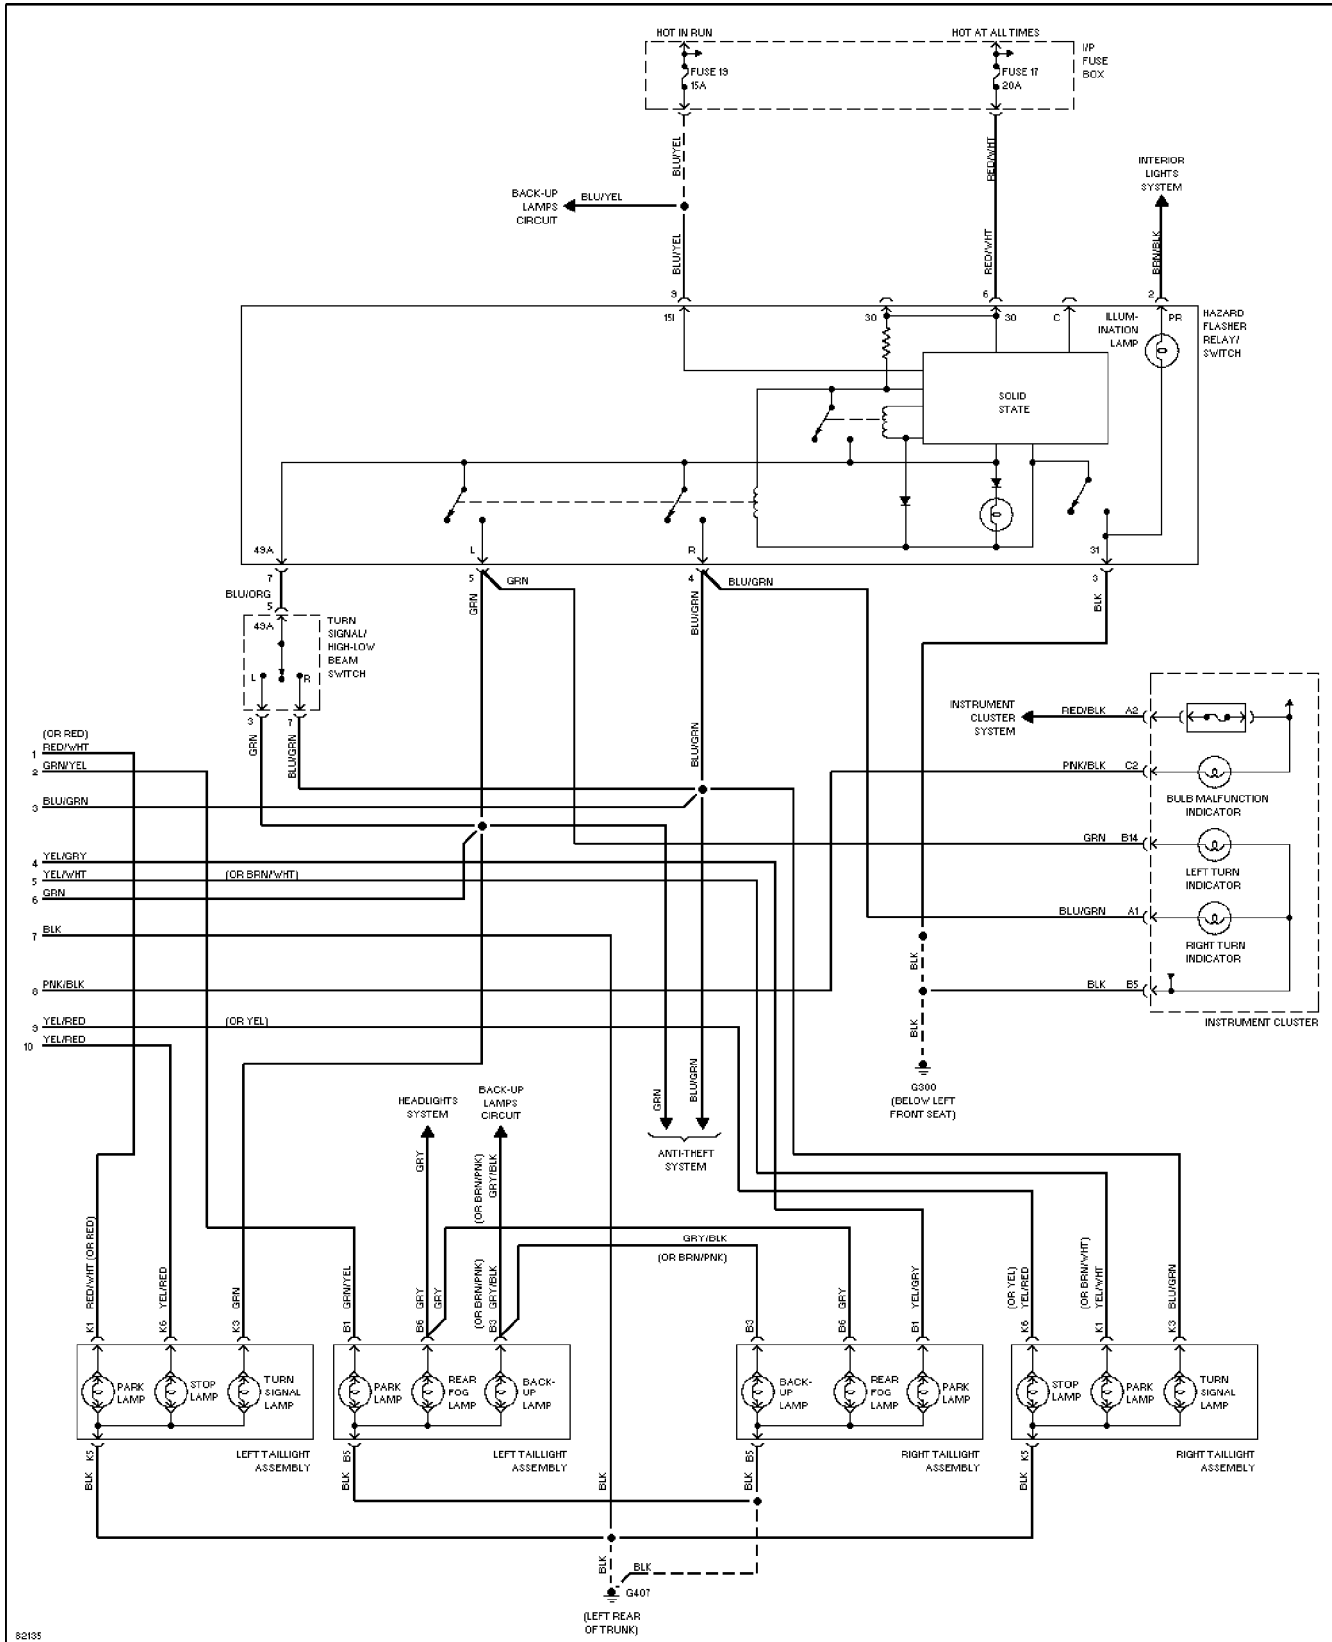 HOT IN RUN
HOT AT ALL TIMES
I/P
FUSE
BOX
FUSE 19
15A
FUSE 17
20A
BLU/YEL
RED/WHT
INTERIOR
LIGHTS
SYSTEM
BACK-UP
LAMPS
CIRCUIT
BLU/YEL
BLU/YEL
RED/WHT
BRN/BLK
9
6
2
15I
30
30
C
ILLUM-
INATION
LAMP
PR
HAZARD
FLASHER
RELAY/
SWITCH
SOLID
STATE
49A
L
R
31
7
5
GRN
4
BLU/GRN
3
BLU/ORG
5
GRN
BLU/GRN
BLK
49A
TURN
SIGNAL/
HIGH-LOW
BEAM
SWITCH
L
R
3
7
GRN
BLU/GRN
BLU/GRN
INSTRUMENT
CLUSTER
SYSTEM
RED/BLK
A2
PNK/BLK
C2
BULB MALFUNCTION
INDICATOR
GRN
B14
LEFT TURN
INDICATOR
BLU/GRN
A1
RIGHT TURN
INDICATOR
BLK
B5
INSTRUMENT CLUSTER
(OR RED)
1 RED/WHT
2 GRN/YEL
3 BLU/GRN
4 YEL/GRY
5 YEL/WHT (OR BRN/WHT)
6 GRN
7 BLK
8 PNK/BLK
9 YEL/RED (OR YEL)
10 YEL/RED
BLK
BLK
G300
(BELOW LEFT
FRONT SEAT)
GRN
BLU/GRN
ANTI-THEFT
SYSTEM
HEADLIGHTS
SYSTEM
BACK-UP
LAMPS
CIRCUIT
GRY
(OR BRN/PNK)
GRY/BLK
GRY/BLK
(OR BRN/PNK)
RED/WHT (OR RED)
YEL/RED
GRN
GRN/YEL
GRY
GRY
(OR BRN/PNK)
GRY/BLK
GRY
YEL/GRY
(OR YEL)
YEL/RED
(OR BRN/WHT)
YEL/WHT
BLU/GRN
K1
K6
K3
B1
B6
B3
B3
B6
B1
K6
K1
K3
PARK
LAMP
STOP
LAMP
TURN
SIGNAL
LAMP
PARK
LAMP
REAR
FOG
LAMP
BACK-
UP
LAMP
BACK-
UP
LAMP
REAR
FOG
LAMP
PARK
LAMP
STOP
LAMP
PARK
LAMP
TURN
SIGNAL
LAMP
K5
BLK
LEFT TAILLIGHT
ASSEMBLY
B5
BLK
LEFT TAILLIGHT
ASSEMBLY
BLK
B5
BLK
RIGHT TAILLIGHT
ASSEMBLY
K5
BLK
RIGHT TAILLIGHT
ASSEMBLY
BLK
BLK
G407
(LEFT REAR
OF TRUNK)
82135